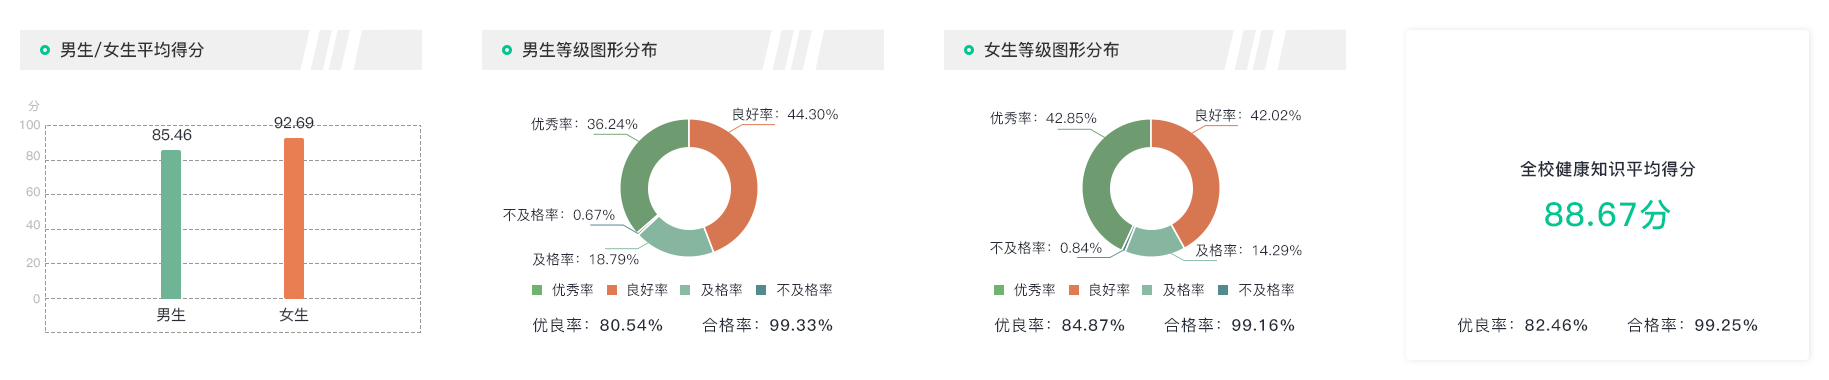 男生/女生平均得分
分
100
80
60
40
20
0
85.46
92.69
男生
女生
男生等级图形分布
优秀率：36.24%
良好率：44.30%
不及格率：0.67%
及格率：18.79%
优秀率 良好率 及格率 不及格率
优良率：80.54% 合格率：99.33%
女生等级图形分布
优秀率：42.85%
良好率：42.02%
不及格率：0.84%
及格率：14.29%
优秀率 良好率 及格率 不及格率
优良率：84.87% 合格率：99.16%
全校健康知识平均得分
88.67分
优良率：82.46% 合格率：99.25%